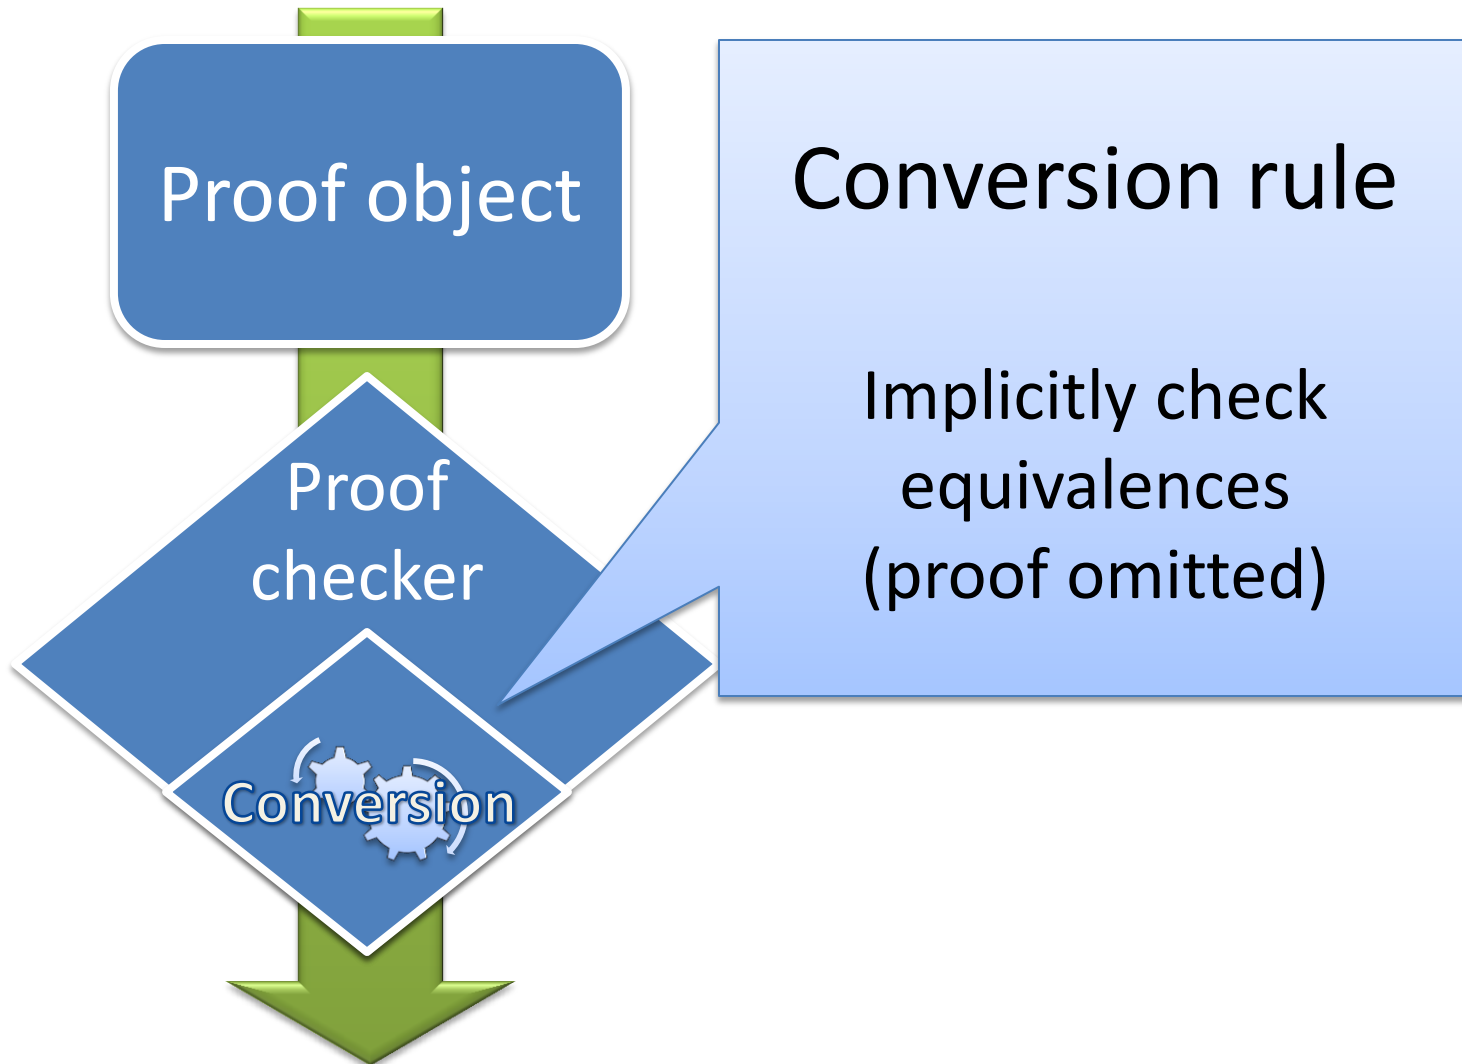 Proof object
Proof
checker
Conversion
Conversion rule
Implicitly check
equivalences
(proof omitted)